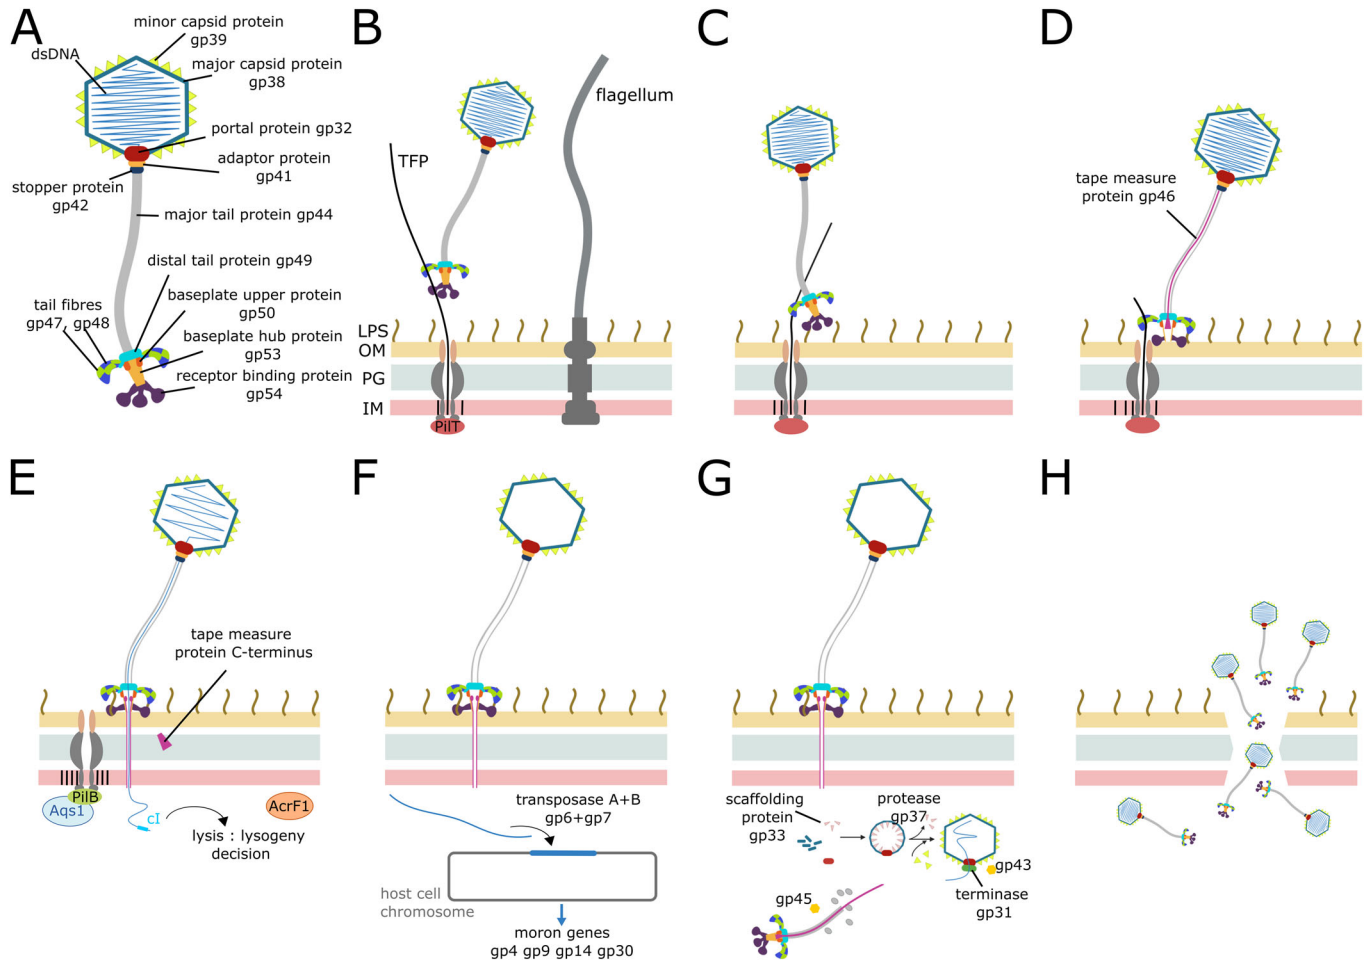 A
minor capsid protein
gp39
dsDNA
major capsid protein
gp38
portal protein gp32
adaptor protein
gp41
stopper protein
gp42
major tail protein gp44
distal tail protein gp49
tail fibres
gp47, gp48
baseplate upper protein
gp50
baseplate hub protein
gp53
receptor binding protein
gp54
B
TFP
flagellum
LPS
OM
PG
IM
PilT
C
D
tape measure
protein gp46
E
tape measure
protein C-terminus
PilB
Aqs1
cI
AcrF1
lysis : lysogeny
decision
F
transposase A+B
gp6+gp7
host cell
chromosome
moron genes
gp4 gp9 gp14 gp30
G
scaffolding
protein
gp33
protease
gp37
gp43
terminase
gp31
gp45
H